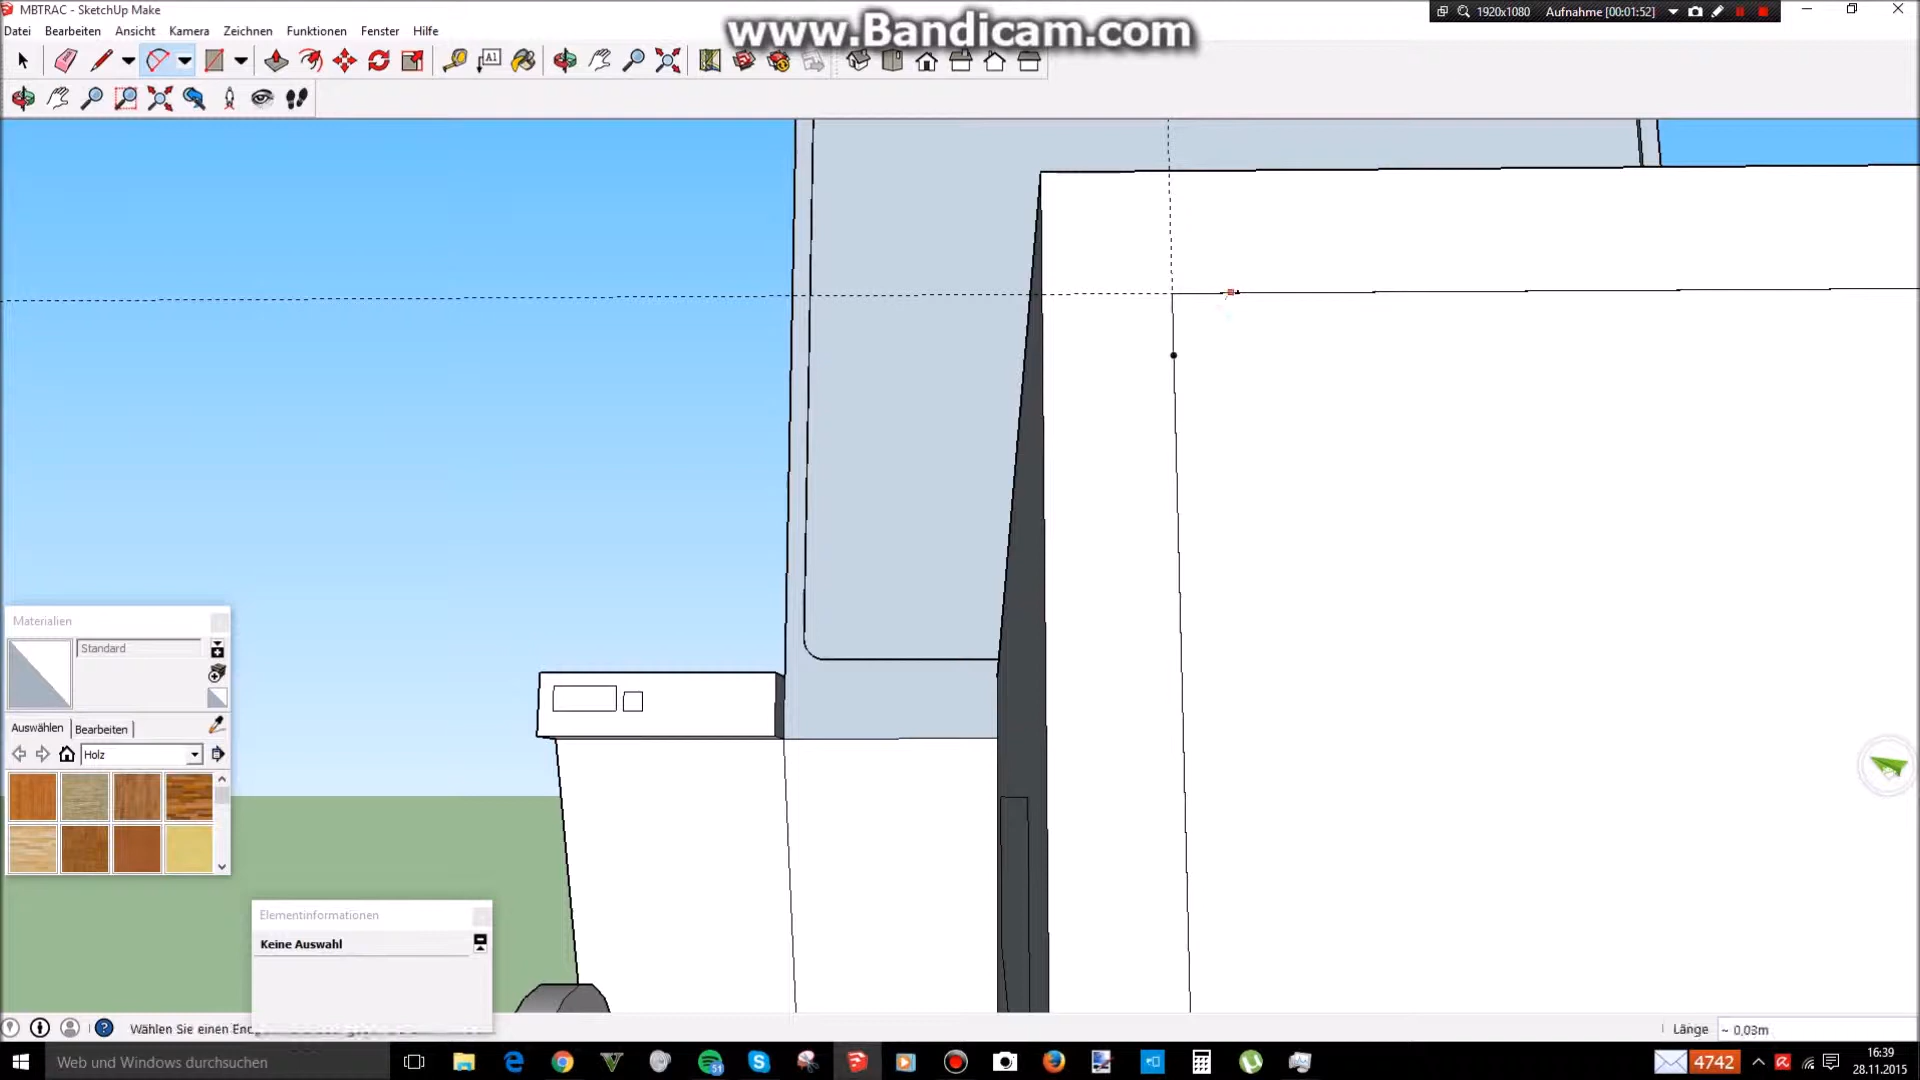 MBTRAC - SketchUp Make
www.Bandicam.com
1920x1080 Aufnahme [00:01:52]
Datei Bearbeiten Ansicht Kamera Zeichnen Funktionen Fenster Hilfe
A1
Materialien
Standard
Auswählen Bearbeiten
Holz
Elementinformationen
Keine Auswahl
Wählen Sie einen
Länge ~ 0,03m
Web und Windows durchsuchen
51
4742
16:39
28.11.2015